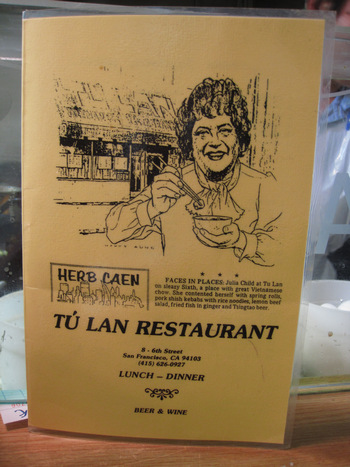 HERB CAEN
FACES IN PLACES: Julia Child at Tu Lan
on sleazy Sixth, a place with great Vietnamese
chow. She contented herself with spring rolls,
pork shish kebabs with rice noodles, lemon beef
salad, fried fish in ginger and Tsingtao beer.
TÚ LAN RESTAURANT
8 - 6th Street
San Francisco, CA 94103
(415) 626-0927
LUNCH – DINNER
BEER & WINE